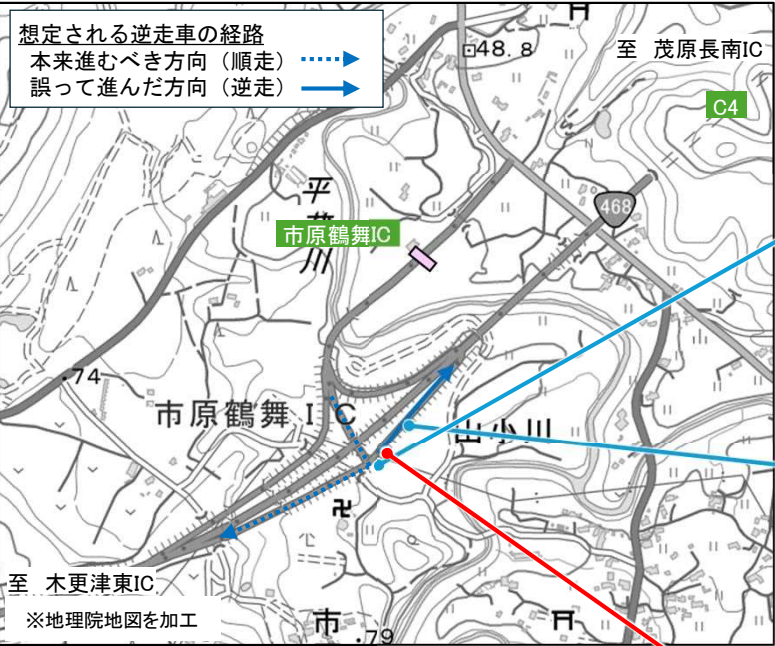 想定される逆走車の経路
本来進むべき方向（順走）
誤って進んだ方向（逆走）
48.8
至 茂原長南IC
C4
468
平蔵川
市原鶴舞IC
74
市原鶴舞IC
山小川
至 木更津東IC
※地理院地図を加工
市
79